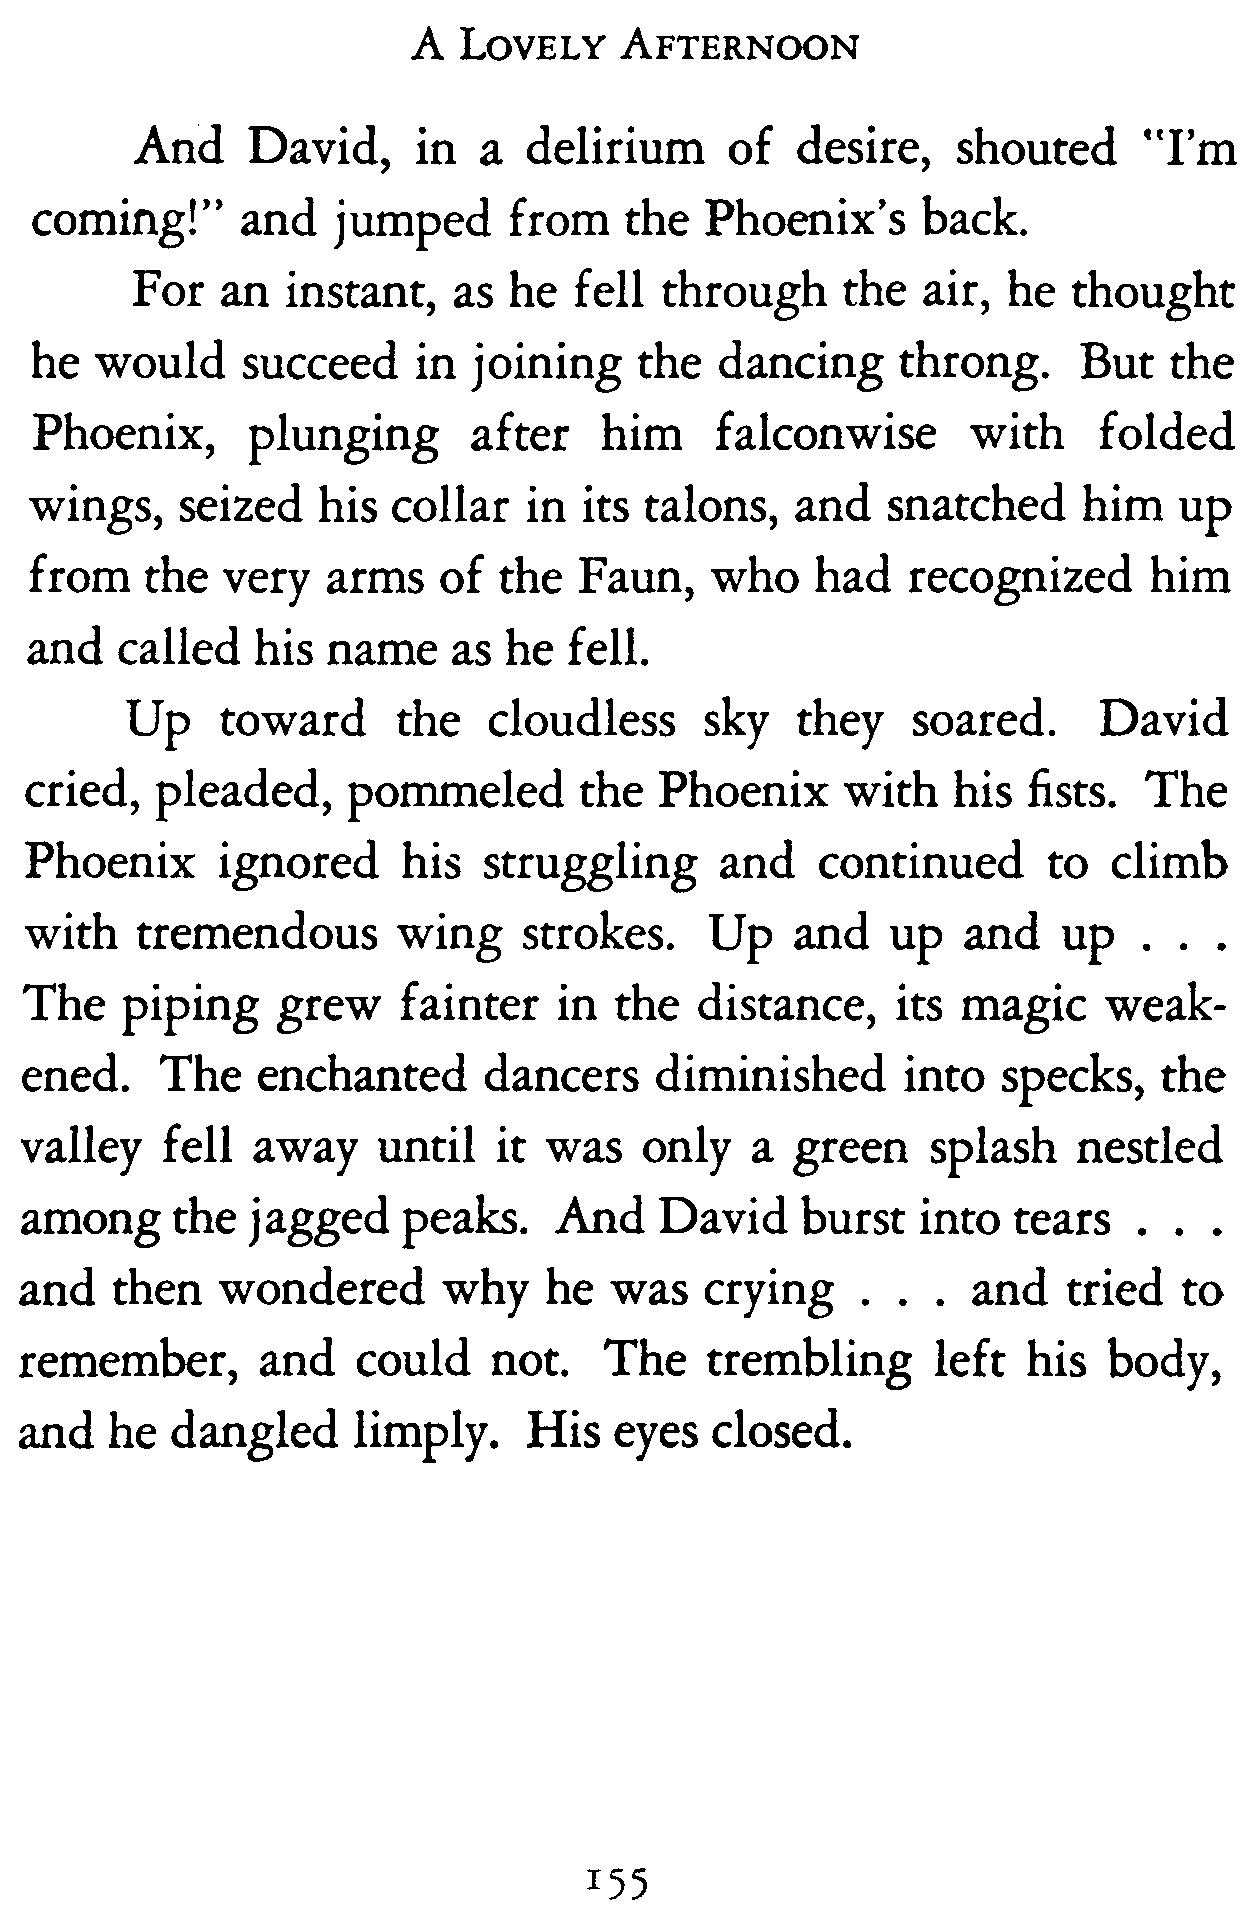 A Lovely Afternoon
And David, in a delirium of desire, shouted "I'm
coming!" and jumped from the Phoenix's back.
For an instant, as he fell through the air, he thought
he would succeed in joining the dancing throng. But the
Phoenix, plunging after him falconwise with folded
wings, seized his collar in its talons, and snatched him up
from the very arms of the Faun, who had recognized him
and called his name as he fell.
Up toward the cloudless sky they soared. David
cried, pleaded, pommeled the Phoenix with his fists. The
Phoenix ignored his struggling and continued to climb
with tremendous wing strokes. Up and up and up . . .
The piping grew fainter in the distance, its magic weak-
ened. The enchanted dancers diminished into specks, the
valley fell away until it was only a green splash nestled
among the jagged peaks. And David burst into tears . . .
and then wondered why he was crying . . . and tried to
remember, and could not. The trembling left his body,
and he dangled limply. His eyes closed.
155